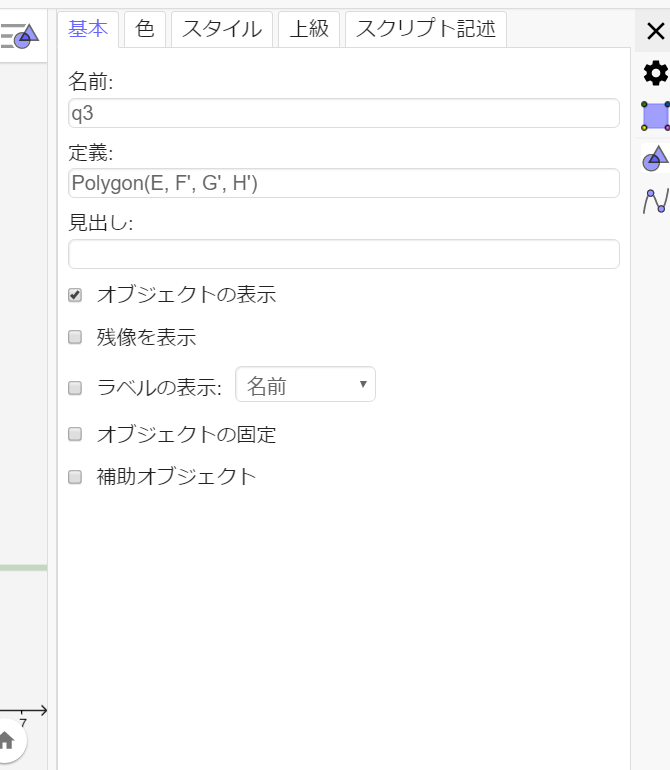 基本 色 スタイル 上級 スクリプト記述
名前:
q3
定義:
Polygon(E, F', G', H')
見出し:
オブジェクトの表示
残像を表示
ラベルの表示: 名前
オブジェクトの固定
補助オブジェクト
7